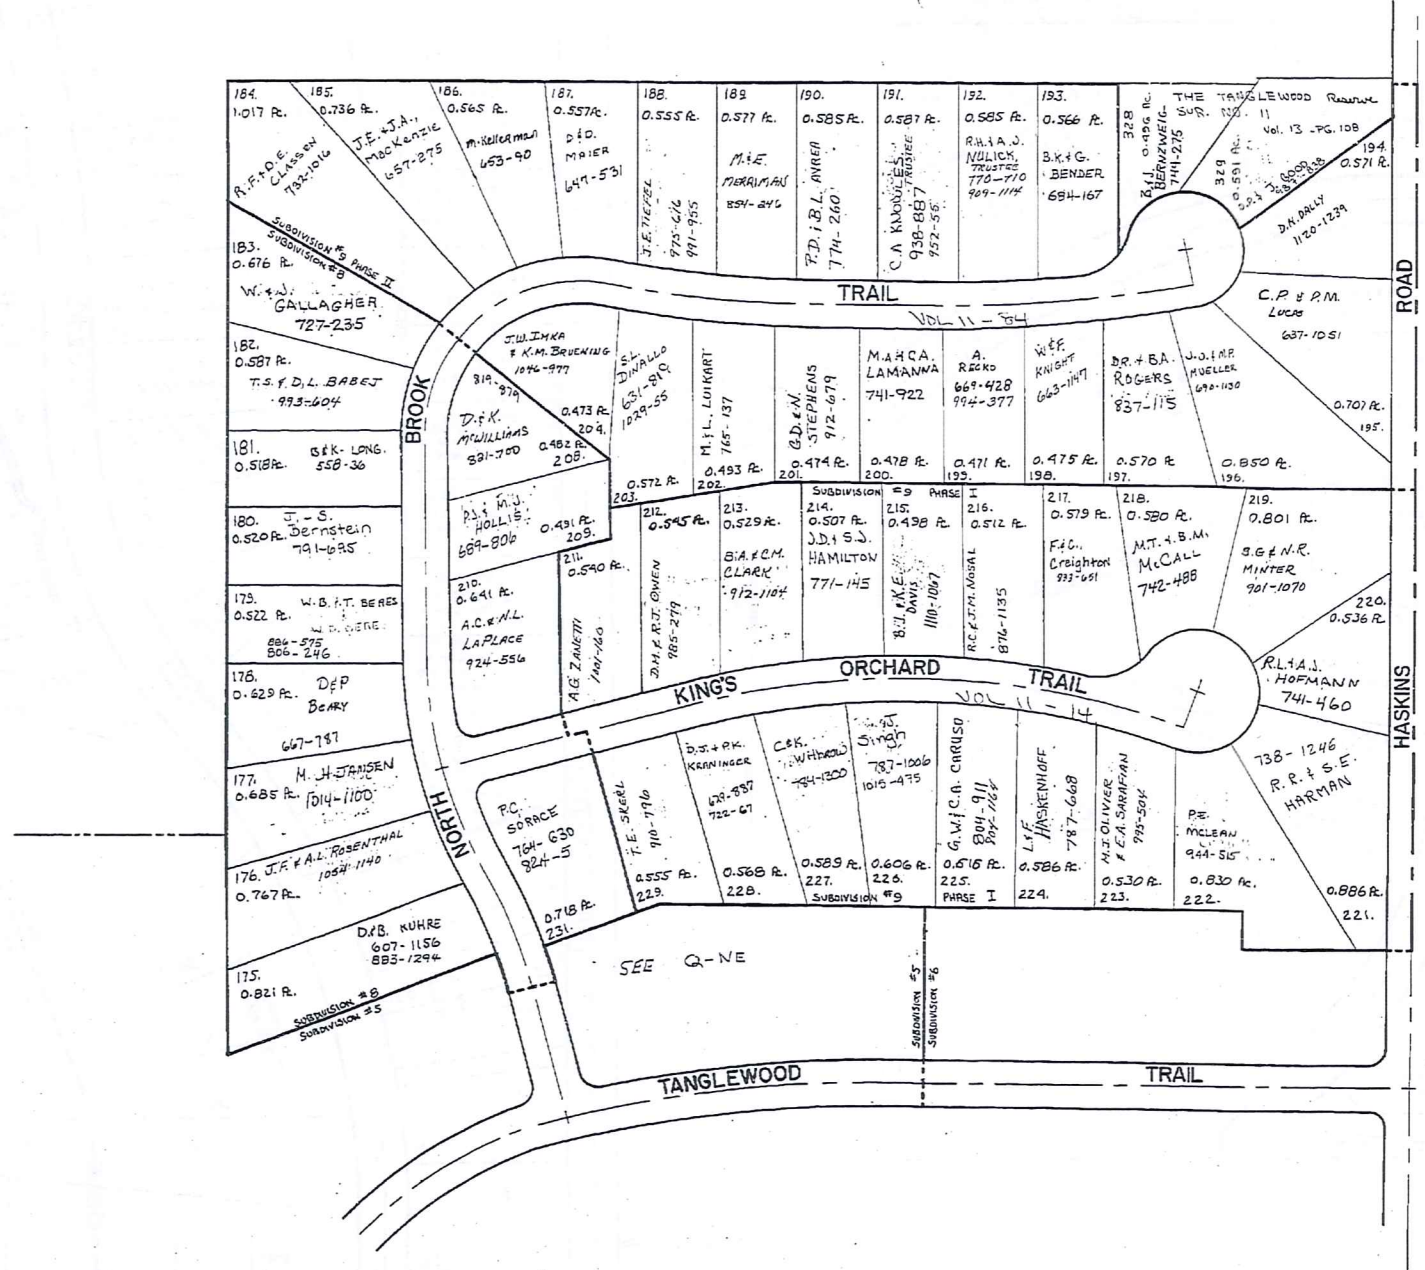 184.
1.017 Ac.
R.F. & D.E.
CLASSEN
732-1016
185.
0.736 Ac.
J.E. & J.A.,
MacKenzie
657-275
186.
0.565 Ac.
M. Kellerman
653-90
187.
0.557 Ac.
D & D.
MAIER
647-531
188.
0.555 Ac.
J.E. TIEFEL
975-676
991-955
189
0.577 Ac.
M. & E.
MERRIMAN
854-246
190.
0.585 Ac.
P.D. & B.L. AVREA
774-260
191.
0.587 Ac.
C.A. KNOWLES
TRUSTEE
938-887
952-55
192.
0.585 Ac.
R.H. & A.J.
NULICK,
TRUSTEE
770-710
909-1114
193.
0.566 Ac.
B.K. & G.
BENDER
684-167
328
0.496 Ac.
B.J.
BERNZWEIG-
741-275
THE TANGLEWOOD Reserve
SUB. NO. 11
Vol. 13 - PG. 108
329
0.591 Ac.
J. GOOD
194.
0.571 Ac.
D.N. DALLY
1120-1239
SUBDIVISION #9 PHASE II
SUBDIVISION #8
183.
0.676 Ac.
W. & J.
GALLAGHER
727-235
182.
0.587 Ac.
T.S. & D.L. BABEJ
993-604
181.
0.518 Ac.
B & K- LONG.
558-36
180.
0.520 Ac.
J. - S.
Bernstein
791-695
179.
0.522 Ac.
W.B. & T. BERES
886-575
806-246
178.
0.629 Ac.
D & P
BEARY
667-787
177.
0.685 Ac.
M. H JANSEN
1014-1100
176.
0.767 Ac.
J.F. & A.L. ROSENTHAL
1054-1140
175.
0.821 Ac.
D & B. KUHRE
607-1156
883-1294
SUBDIVISION #8
SUBDIVISION #5
NORTH
BROOK
TRAIL
VOL 11 - 84
J.W. IMKA
& K.M. BRUENING
1046-977
819-879
0.473 Ac.
204.
D. & K.
McWILLIAMS
821-700
0.482 Ac.
208.
P.J. & M.J.
HOLLIS
689-806
0.491 Ac.
209.
210.
0.641 Ac.
A.C. & N.L.
LAPLACE
924-556
S.L.
DINALLO
631-819
1029-55
0.572 Ac.
203.
M. & L. LUIKART
765-137
0.493 Ac.
202.
G.D. & N.
STEPHENS
912-679
0.474 Ac.
201.
M.A & C.A.
LAMANNA
741-922
0.478 Ac.
200.
A.
RECKO
669-428
994-377
0.471 Ac.
199.
W & F.
KNIGHT
663-1147
0.475 Ac.
198.
D.R. & B.A.
ROGERS
837-115
0.570 Ac
197.
J.J. & M.P.
MUELLER
690-1130
0.850 Ac.
196.
C.P. & P.M.
LUCAS
637-1051
0.707 Ac.
195.
SUBDIVISION #9 PHASE I
211.
0.540 Ac.
A.G. ZANETTI
1101-160
212.
0.545 Ac.
D.H. & R.J. OWEN
985-279
213.
0.529 Ac.
B.A. & C.M.
CLARK
912-1104
214.
0.507 Ac.
J.D. & S.J.
HAMILTON
771-145
215.
0.498 Ac.
B.J. & K.E.
DAVIS
1110-1067
216.
0.512 Ac.
R.C. & J.M. NOSAL
876-1135
217.
0.579 Ac.
F. & C.,
Creighton
933-651
218.
0.580 Ac.
M.T. & B.M.
McCALL
742-488
219.
0.801 Ac.
S.G & N.R.
MINTER
901-1070
220.
0.536 Ac.
R.L. & A.J.
HOFMANN
741-460
KING'S ORCHARD TRAIL
VOL 11 - 14
P.C.
SORACE
764-630
824-5
0.718 Ac.
231.
T.E. SKERL
910-796
0.555 Ac.
229.
D.J. & P.K.
KRANINGER
629-837
722-67
0.568 Ac.
228.
C & K.
Withrow
784-1300
0.589 Ac.
227.
Singh
787-1006
1015-475
0.606 Ac.
226.
G.W. & C.A. CARUSO
804-911
0.615 Ac.
225.
L & F
HASKENHOFF
787-668
0.586 Ac.
224.
M.J. OLIVIER
& E.A. SARAFIAN
995-504
0.530 Ac.
223.
P.E.
MCLEAN
944-515
0.830 Ac.
222.
738-1246
R.R. & S.E.
HARMAN
0.886 Ac.
221.
SUBDIVISION #9 PHASE I
SEE Q-NE
SUBDIVISION #5
SUBDIVISION #6
TANGLEWOOD TRAIL
HASKINS ROAD